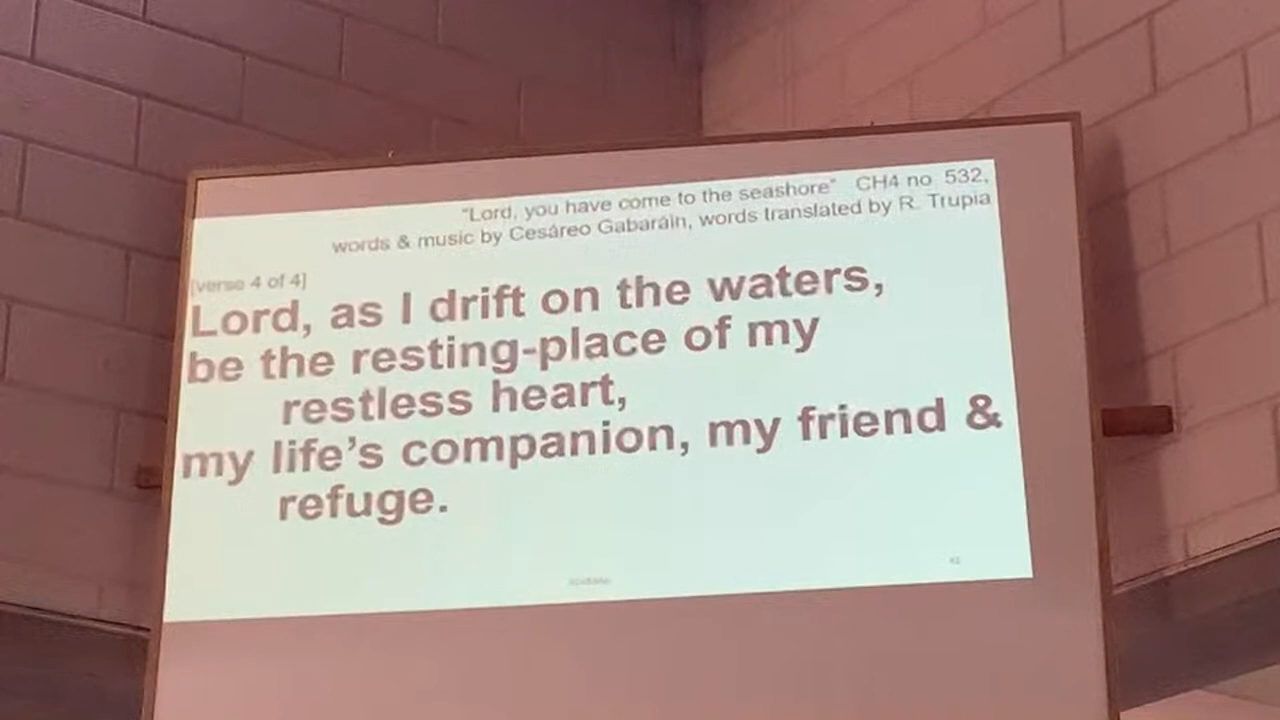 "Lord, you have come to the seashore" CH4 no 532,
words & music by Cesáreo Gabaráin, words translated by R. Trupia
[verse 4 of 4]
Lord, as I drift on the waters,
be the resting-place of my
restless heart,
my life's companion, my friend &
refuge.